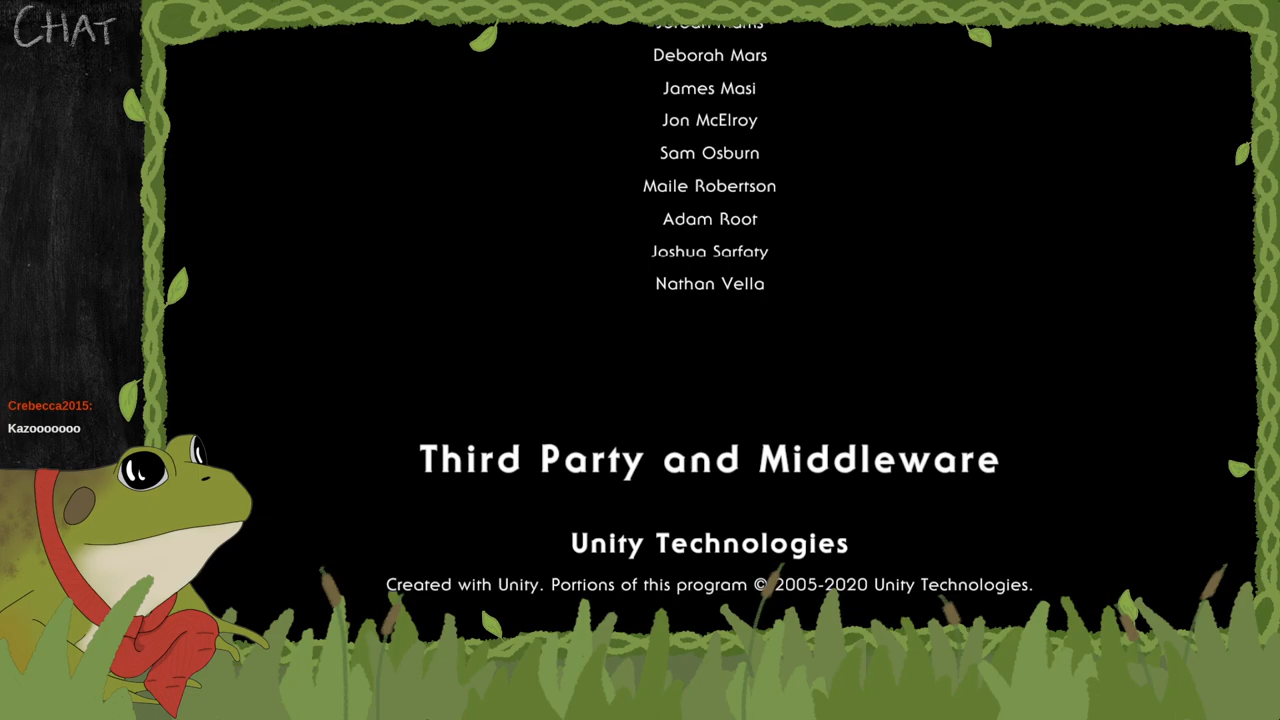 CHAT
Deborah Mars
James Masi
Jon McElroy
Sam Osburn
Maile Robertson
Adam Root
Joshua Sarfaty
Nathan Vella
Crebecca2015:
Kazooooooo
Third Party and Middleware
Unity Technologies
Created with Unity. Portions of this program © 2005-2020 Unity Technologies.